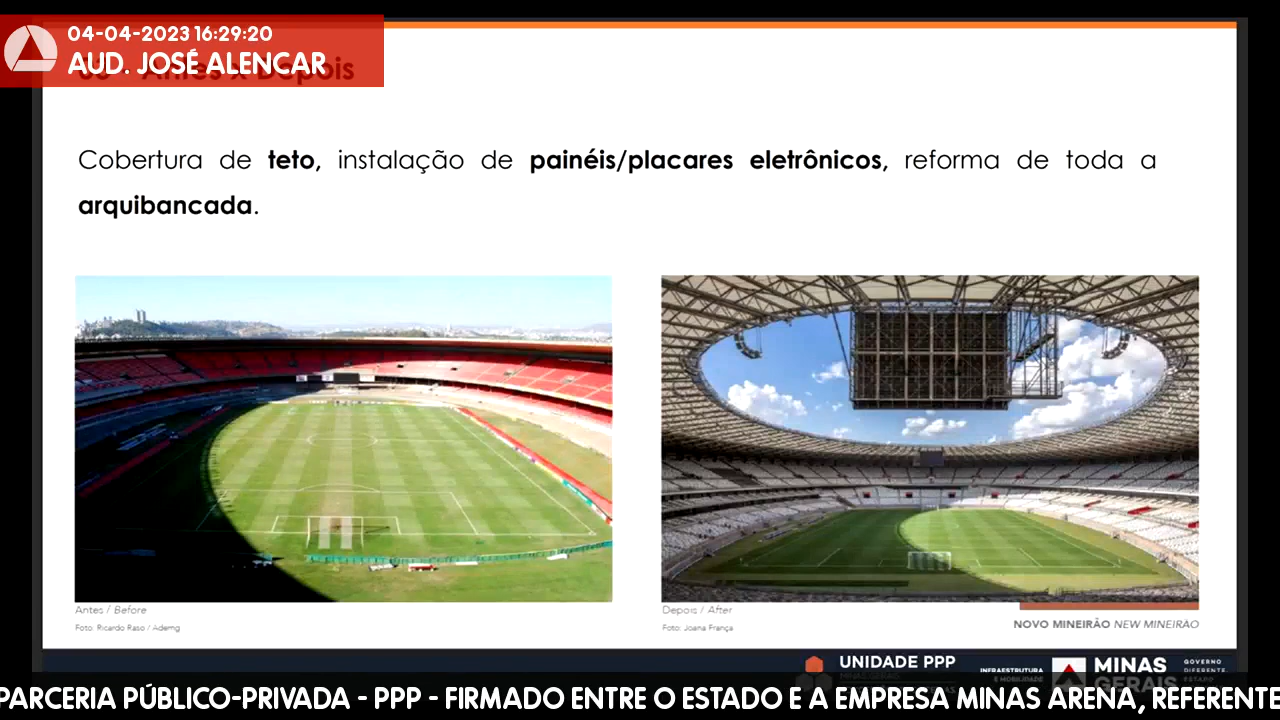 04-04-2023 16:29:20
AUD. JOSÉ ALENCAR
Antes x Depois
Cobertura de teto, instalação de painéis/placares eletrônicos, reforma de toda a
arquibancada.
Antes / Before
Foto: Ricardo Raso / Ademg
Depois / After
Foto: Joana França
NOVO MINEIRÃO NEW MINEIRÃO
UNIDADE PPP
MINAS GERAIS
INFRAESTRUTURA
E MOBILIDADE
MINAS
GERAIS
GOVERNO
DIFERENTE.
ESTADO
PARCERIA PÚBLICO-PRIVADA - PPP - FIRMADO ENTRE O ESTADO E A EMPRESA MINAS ARENA, REFERENTE